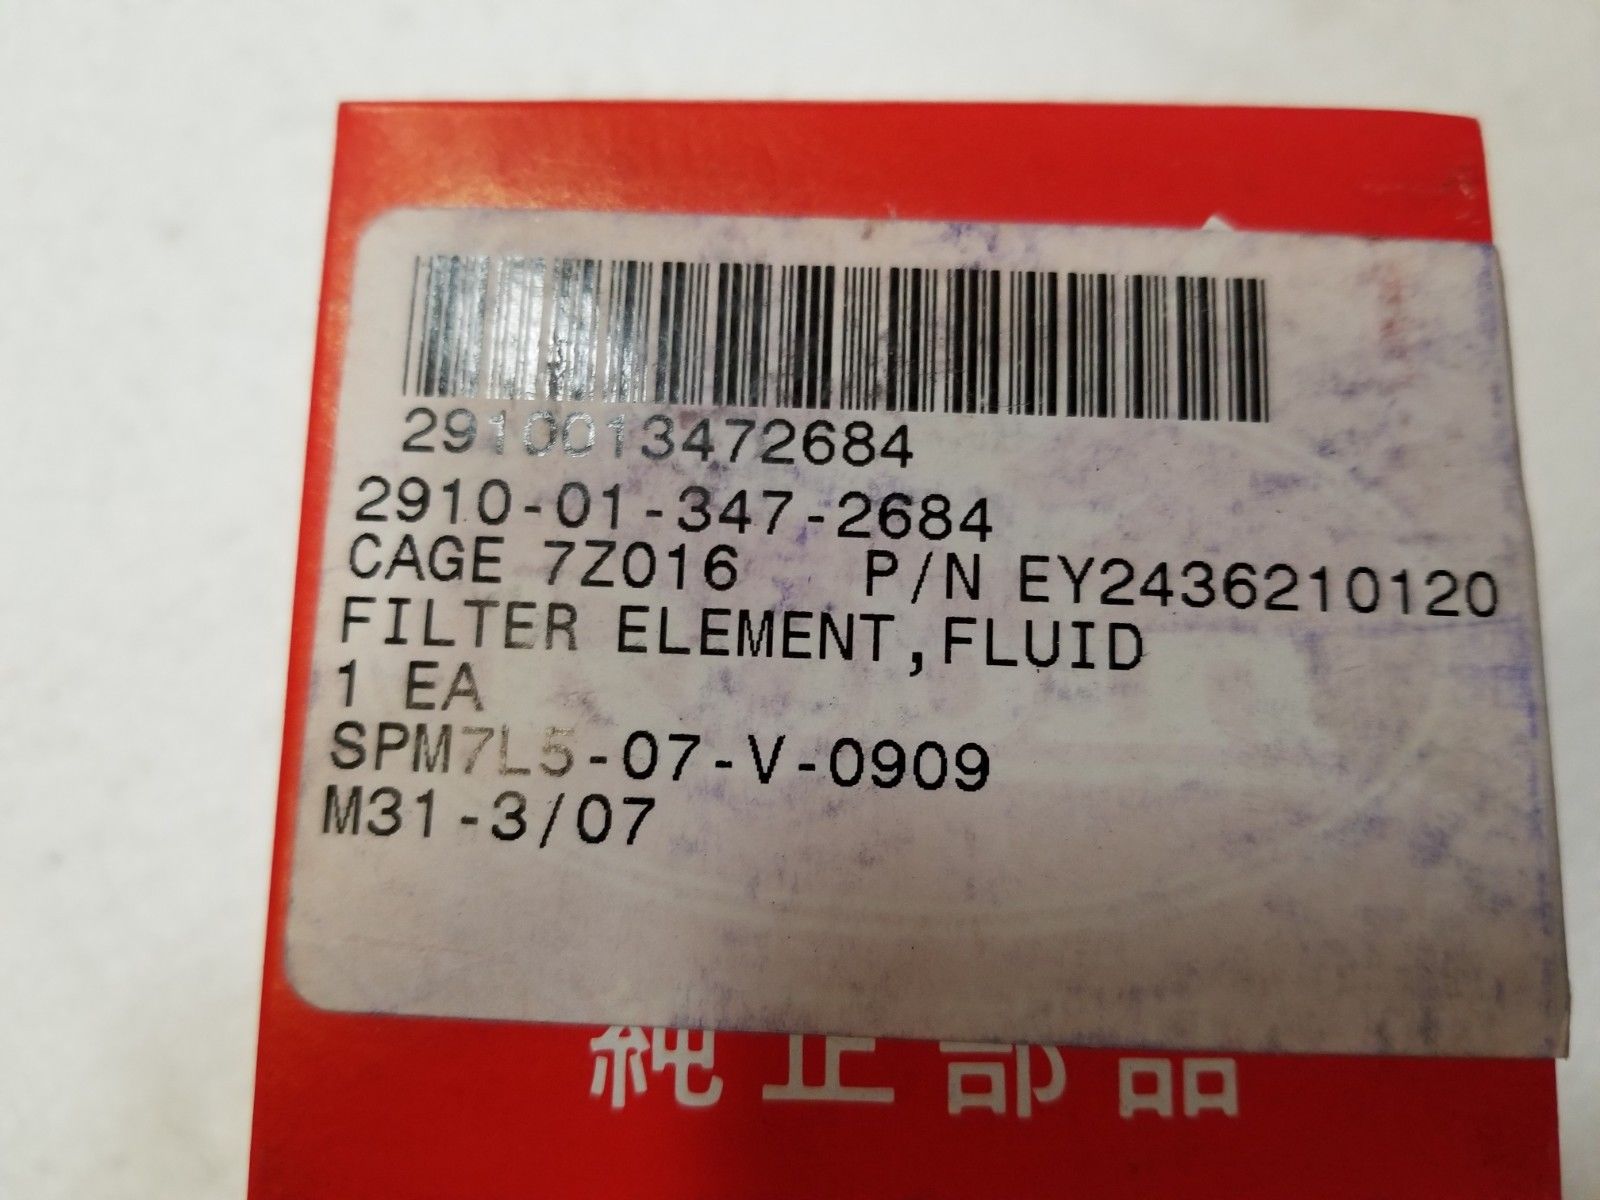 2910013472684
2910-01-347-2684
CAGE 7Z016 P/N EY2436210120
FILTER ELEMENT,FLUID
1 EA
SPM7L5-07-V-0909
M31-3/07
純正部品